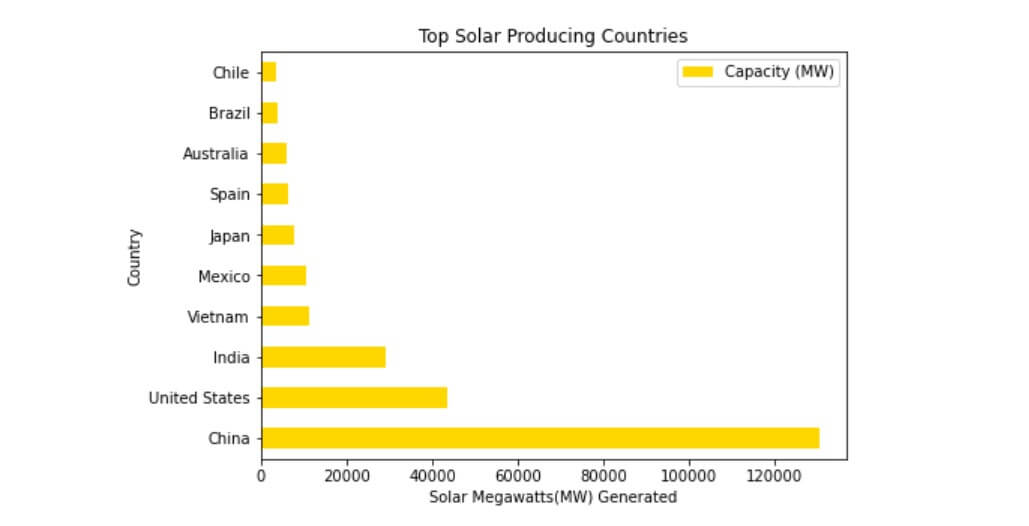 Top Solar Producing Countries
Capacity (MW)
Country
Chile
Brazil
Australia
Spain
Japan
Mexico
Vietnam
India
United States
China
0 20000 40000 60000 80000 100000 120000
Solar Megawatts(MW) Generated